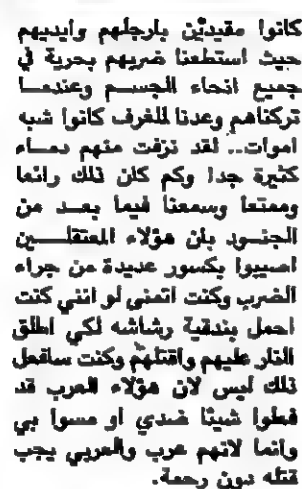 كانوا مقيدين بارجلهم وايديهم
حيث استطعنا ضربهم بحرية في
جميع انحاء الجسم وعندما
تركناهم وعدنا للغرف كانوا شبه
اموات.. لقد نزفت منهم دماء
كثيرة جدا وكم كان ذلك رائعا
وممتعا وسمعنا فيما بعد من
الجنود بان هؤلاء المعتقلين
اصيبوا بكسور عديدة من جراء
الضرب وكنت اتمنى لو انني كنت
احمل بندقية رشاشه لكي اطلق
النار عليهم واقتلهم وكنت سافعل
ذلك ليس لان هؤلاء العرب قد
فعلوا شيئا ضدي او مسوا بي
وانما لانهم عرب والعربي يجب
قتله دون رحمة.